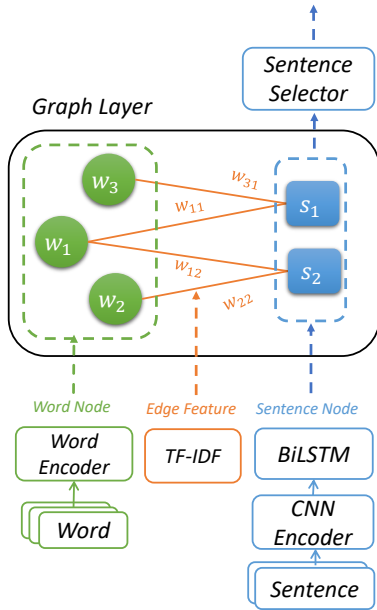 Sentence
Selector
Graph Layer
w3
w31
w11
s1
w1
w12
s2
w2
w22
Word Node
Edge Feature
Sentence Node
Word
Encoder
TF-IDF
BiLSTM
CNN
Encoder
Word
Sentence